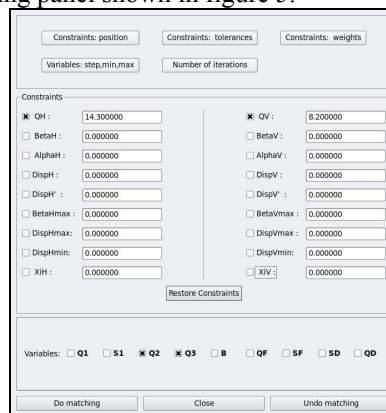 ing panel shown in figure 5.
Constraints: position Constraints: tolerances Constraints: weights
Variables: step,min,max Number of iterations
Constraints
QH : 14.300000 QV : 8.200000
BetaH : 0.000000 BetaV : 0.000000
AlphaH : 0.000000 AlphaV : 0.000000
DispH : 0.000000 DispV : 0.000000
DispH' : 0.000000 DispV' : 0.000000
BetaHmax : 0.000000 BetaVmax : 0.000000
DispHmax: 0.000000 DispVmax : 0.000000
DispHmin: 0.000000 DispVmin: 0.000000
XiH : 0.000000 XiV : 0.000000
Restore Constraints
Variables: Q1 S1 Q2 Q3 B QF SF SD QD
Do matching Close Undo matching